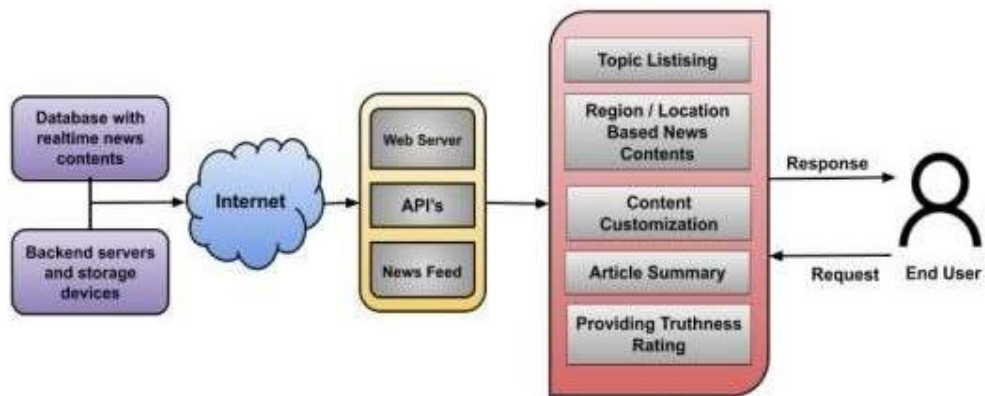 Database with
realtime news
contents
Backend servers
and storage
devices
Internet
Web Server
API's
News Feed
Topic Listising
Region / Location
Based News
Contents
Content
Customization
Article Summary
Providing Truthness
Rating
Response
Request
End User